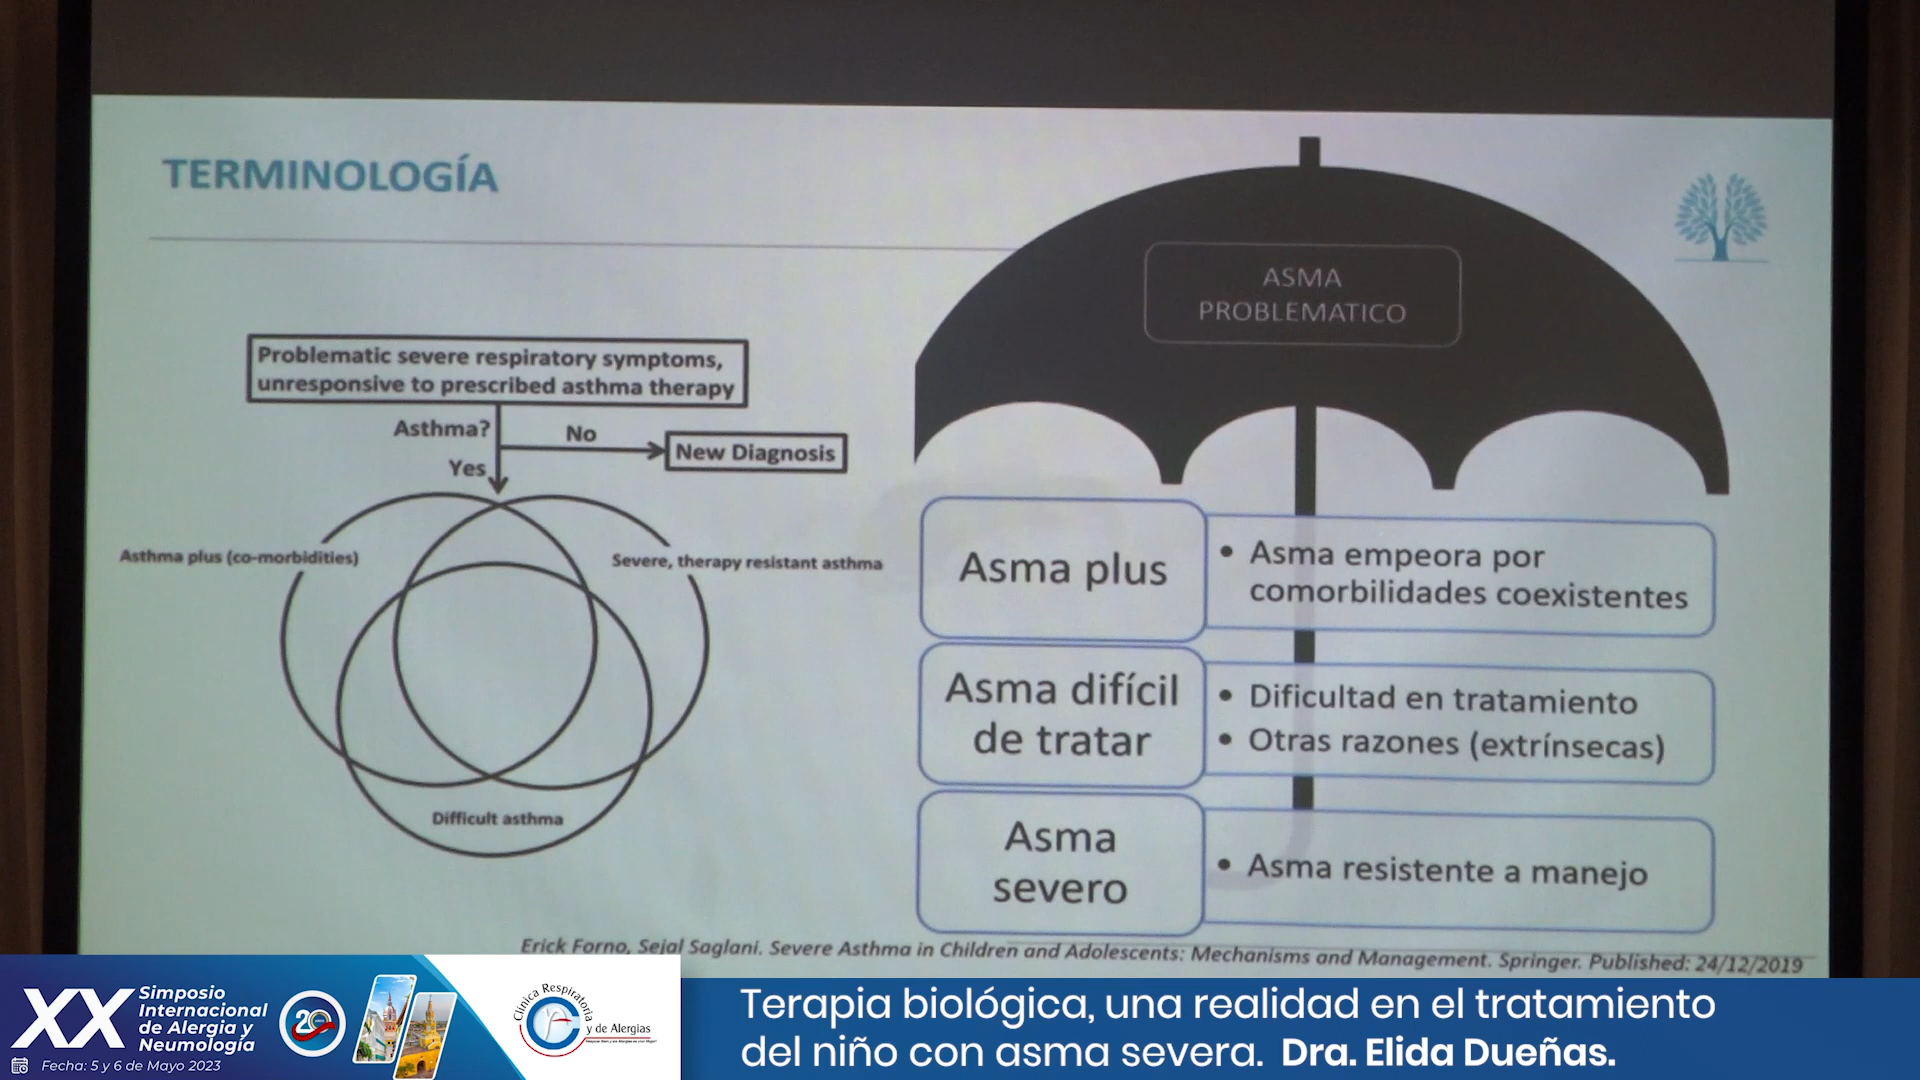 TERMINOLOGÍA
Problematic severe respiratory symptoms,
unresponsive to prescribed asthma therapy
Asthma?
No
New Diagnosis
Yes
Asthma plus (co-morbidities)
Severe, therapy resistant asthma
Difficult asthma
ASMA
PROBLEMATICO
Asma plus
• Asma empeora por
comorbilidades coexistentes
Asma difícil
de tratar
• Dificultad en tratamiento
• Otras razones (extrínsecas)
Asma
severo
• Asma resistente a manejo
Erick Forno, Sejal Saglani. Severe Asthma in Children and Adolescents: Mechanisms and Management. Springer. Published: 24/12/2019
XX
Simposio
Internacional
de Alergia y
Neumología
Fecha: 5 y 6 de Mayo 2023
20
Clínica Respiratoria
y de Alergias
Terapia biológica, una realidad en el tratamiento
del niño con asma severa. Dra. Elida Dueñas.